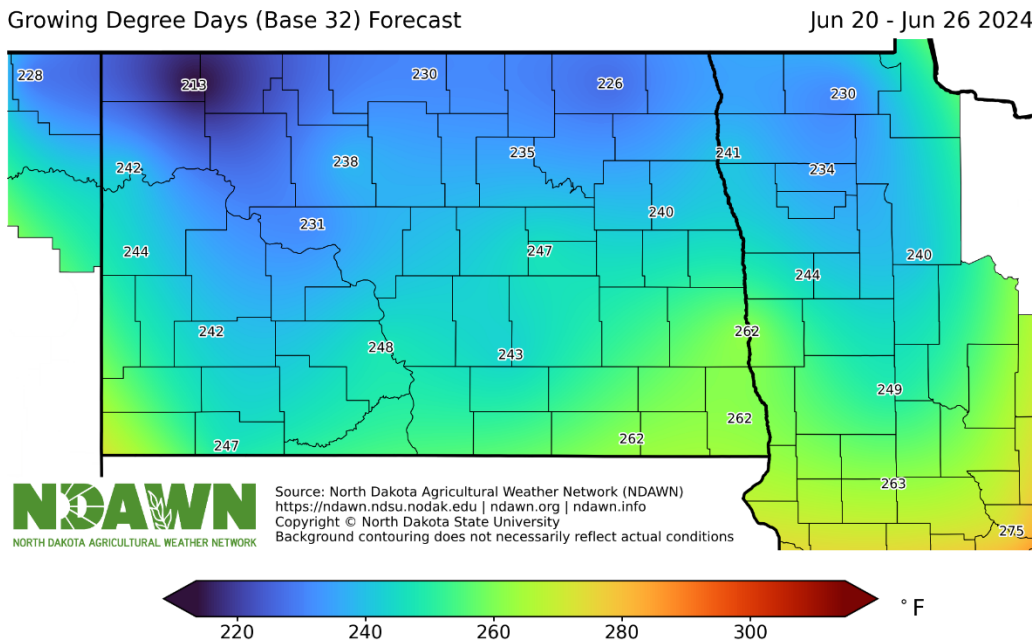 Growing Degree Days (Base 32) Forecast
Jun 20 - Jun 26 2024
228
213
230
226
230
242
238
235
241
234
231
240
244
247
240
244
242
248
243
262
249
247
262
262
263
275
NDAWN
NORTH DAKOTA AGRICULTURAL WEATHER NETWORK
Source: North Dakota Agricultural Weather Network (NDAWN)
https://ndawn.ndsu.nodak.edu | ndawn.org | ndawn.info
Copyright © North Dakota State University
Background contouring does not necessarily reflect actual conditions
220 240 260 280 300
°F